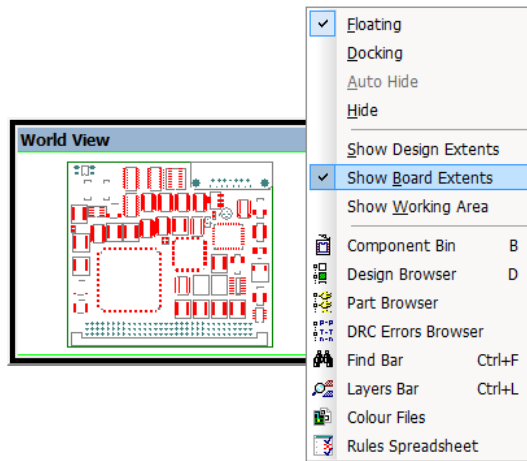 Floating
Docking
Auto Hide
Hide
World View
Show Design Extents
Show Board Extents
Show Working Area
Component Bin B
Design Browser D
Part Browser
DRC Errors Browser
Find Bar Ctrl+F
Layers Bar Ctrl+L
Colour Files
Rules Spreadsheet